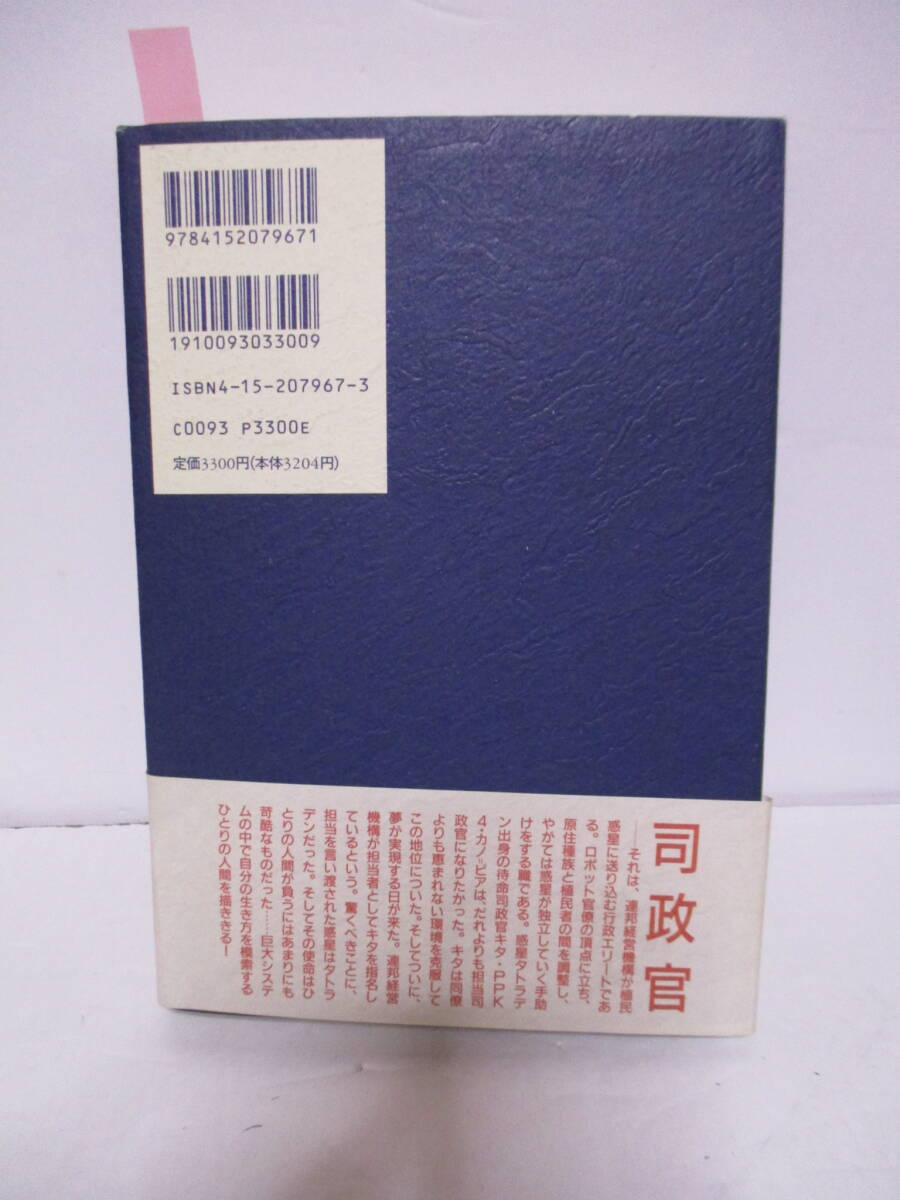 9784152079671
1910093033009
ISBN4-15-207967-3
C0093 P3300E
定価3300円(本体3204円)
司政官
――それは、連邦経営機構が植民
惑星に送り込む行政エリートであ
る。ロボット官僚の頂点に立ち、
原住種族と植民者の間を調整し、
やがては惑星が独立していく手助
けをする職である。惑星タトラデ
ン出身の待命司政官キタ・PPK
4・カノ=ビアは、だれよりも担当司
政官になりたかった。キタは同僚
よりも恵まれない環境を克服して
この地位についた。そしてついに、
夢が実現する日が来た。連邦経営
機構が担当者としてキタを指名し
ているという。驚くべきことに、
担当を言い渡された惑星はタトラ
デンだった。そしてその使命はひ
とりの人間が負うにはあまりにも
苛酷なものだった……巨大システ
ムの中で自分の生き方を模索する
ひとりの人間を描ききる!